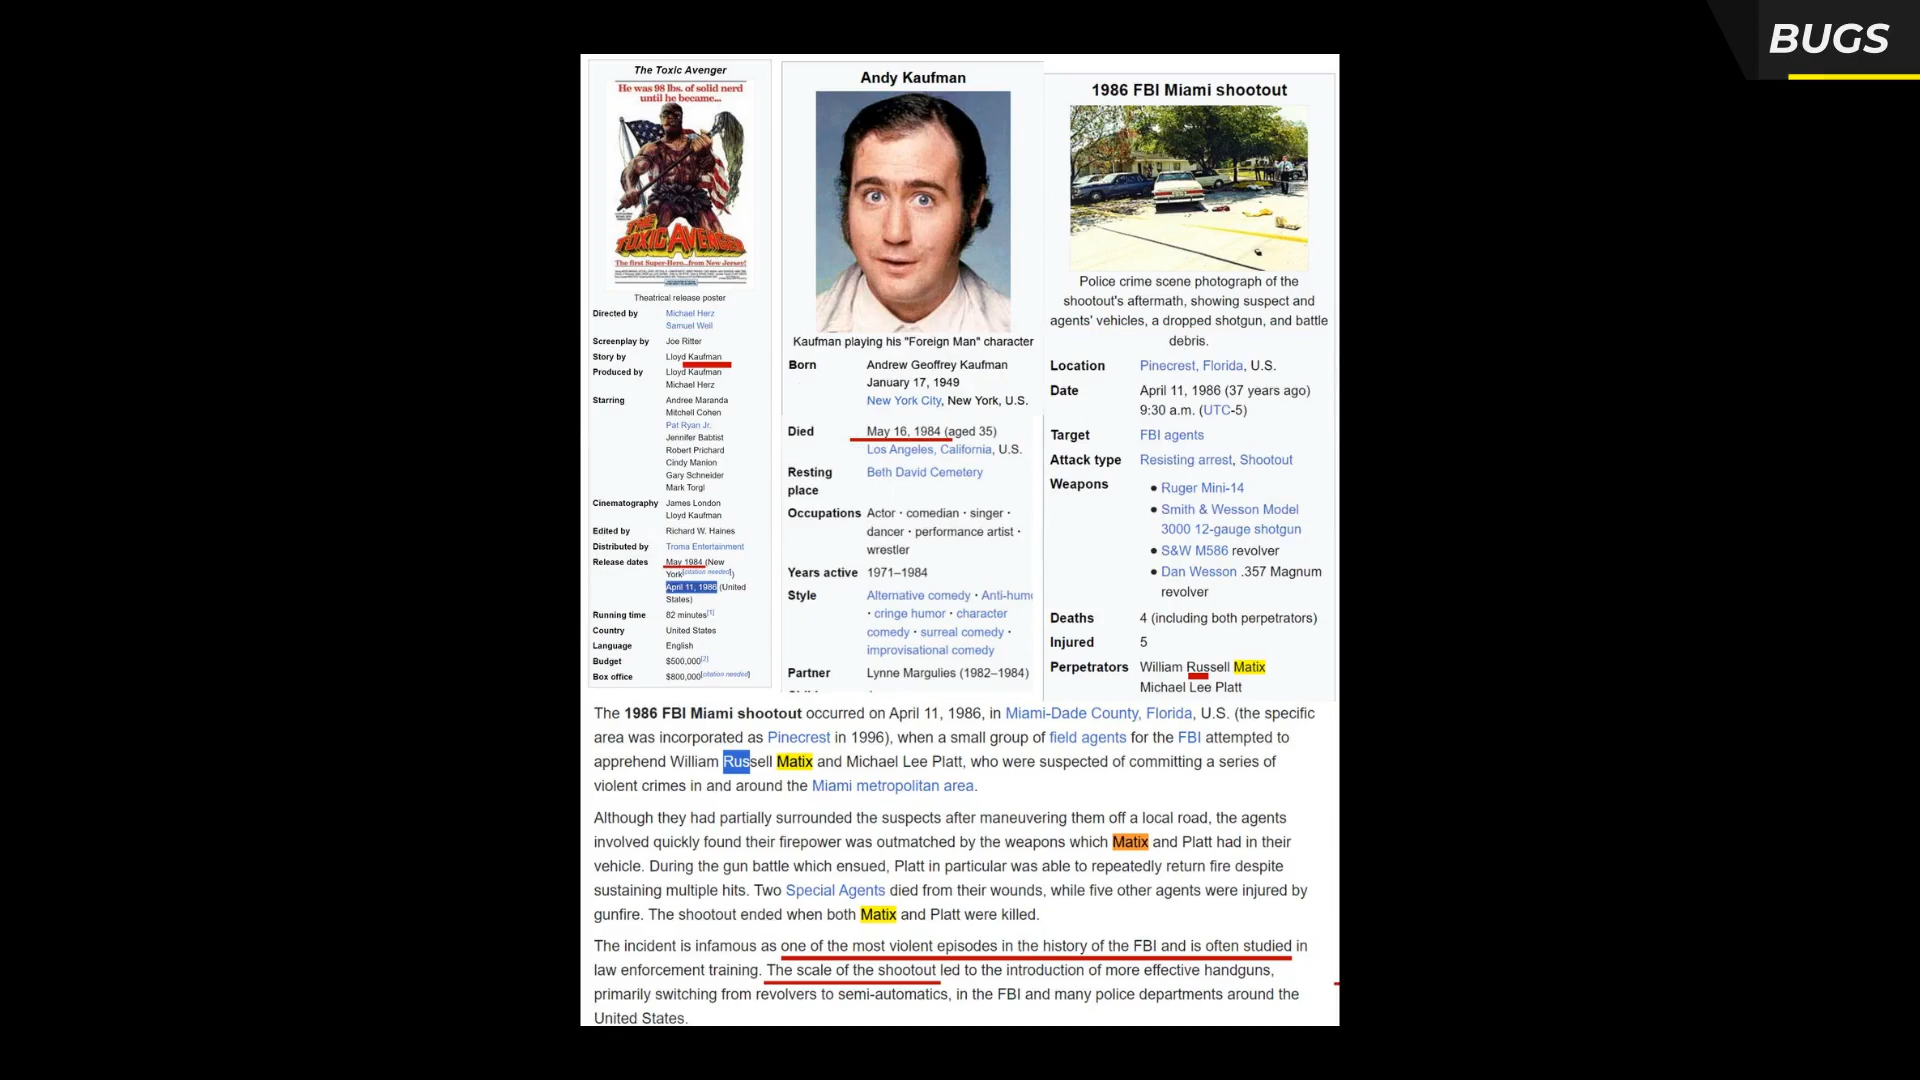 BUGS
The Toxic Avenger
He was 98 lbs. of solid nerd
until he became...
THE
TOXIC AVENGER
The first Super-Hero...from New Jersey!
Theatrical release poster
Directed by Michael Herz
Samuel Weil
Screenplay by Joe Ritter
Story by Lloyd Kaufman
Produced by Lloyd Kaufman
Michael Herz
Starring Andree Maranda
Mitchell Cohen
Pat Ryan Jr.
Jennifer Babtist
Robert Prichard
Cindy Manion
Gary Schneider
Mark Torgl
Cinematography James London
Lloyd Kaufman
Edited by Richard W. Haines
Distributed by Troma Entertainment
Release dates May 1984 (New
York[citation needed])
April 11, 1986 (United
States)
Running time 82 minutes[1]
Country United States
Language English
Budget $500,000[2]
Box office $800,000[citation needed]
Andy Kaufman
Kaufman playing his "Foreign Man" character
Born Andrew Geoffrey Kaufman
January 17, 1949
New York City, New York, U.S.
Died May 16, 1984 (aged 35)
Los Angeles, California, U.S.
Resting Beth David Cemetery
place
Occupations Actor · comedian · singer ·
dancer · performance artist ·
wrestler
Years active 1971–1984
Style Alternative comedy · Anti-hum
· cringe humor · character
comedy · surreal comedy ·
improvisational comedy
Partner Lynne Margulies (1982–1984)
1986 FBI Miami shootout
Police crime scene photograph of the
shootout's aftermath, showing suspect and
agents' vehicles, a dropped shotgun, and battle
debris.
Location Pinecrest, Florida, U.S.
Date April 11, 1986 (37 years ago)
9:30 a.m. (UTC-5)
Target FBI agents
Attack type Resisting arrest, Shootout
Weapons • Ruger Mini-14
• Smith & Wesson Model
3000 12-gauge shotgun
• S&W M586 revolver
• Dan Wesson .357 Magnum
revolver
Deaths 4 (including both perpetrators)
Injured 5
Perpetrators William Russell Matix
Michael Lee Platt
The 1986 FBI Miami shootout occurred on April 11, 1986, in Miami-Dade County, Florida, U.S. (the specific
area was incorporated as Pinecrest in 1996), when a small group of field agents for the FBI attempted to
apprehend William Russell Matix and Michael Lee Platt, who were suspected of committing a series of
violent crimes in and around the Miami metropolitan area.
Although they had partially surrounded the suspects after maneuvering them off a local road, the agents
involved quickly found their firepower was outmatched by the weapons which Matix and Platt had in their
vehicle. During the gun battle which ensued, Platt in particular was able to repeatedly return fire despite
sustaining multiple hits. Two Special Agents died from their wounds, while five other agents were injured by
gunfire. The shootout ended when both Matix and Platt were killed.
The incident is infamous as one of the most violent episodes in the history of the FBI and is often studied in
law enforcement training. The scale of the shootout led to the introduction of more effective handguns,
primarily switching from revolvers to semi-automatics, in the FBI and many police departments around the
United States.